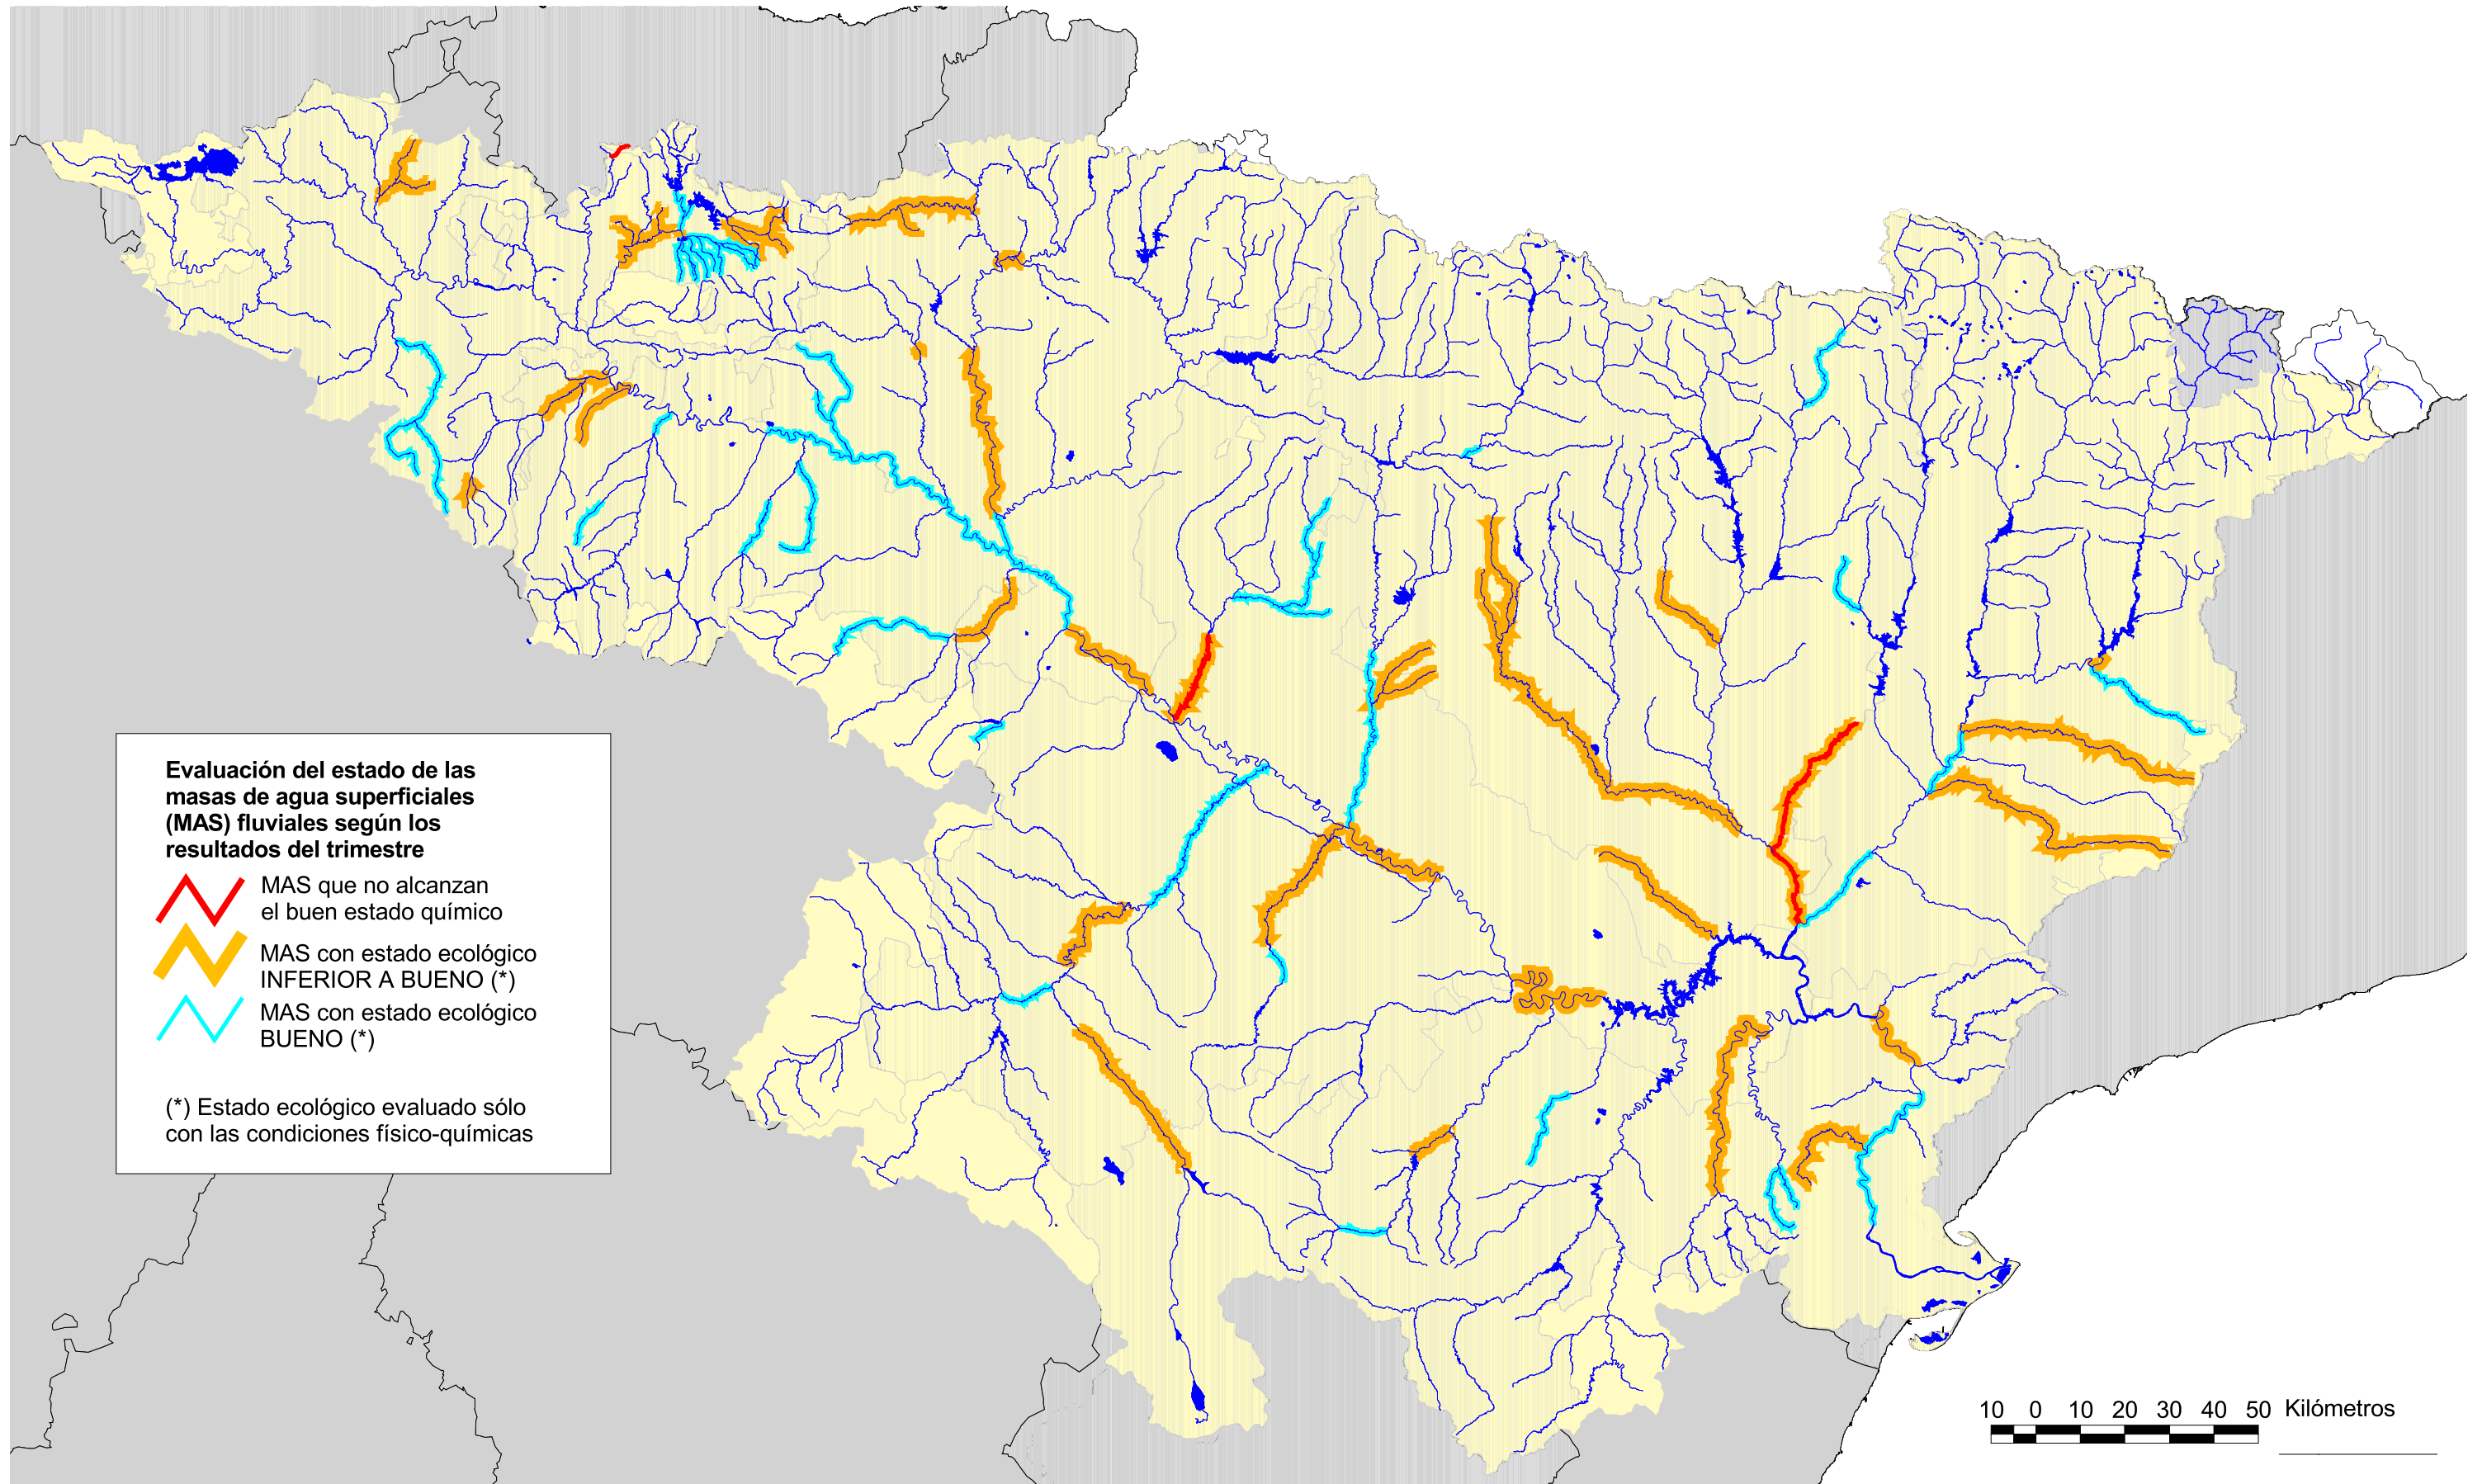 Evaluación del estado de las
masas de agua superficiales
(MAS) fluviales según los
resultados del trimestre
MAS que no alcanzan
el buen estado químico
MAS con estado ecológico
INFERIOR A BUENO (*)
MAS con estado ecológico
BUENO (*)
(*) Estado ecológico evaluado sólo
con las condiciones físico-químicas
10 0 10 20 30 40 50 Kilómetros